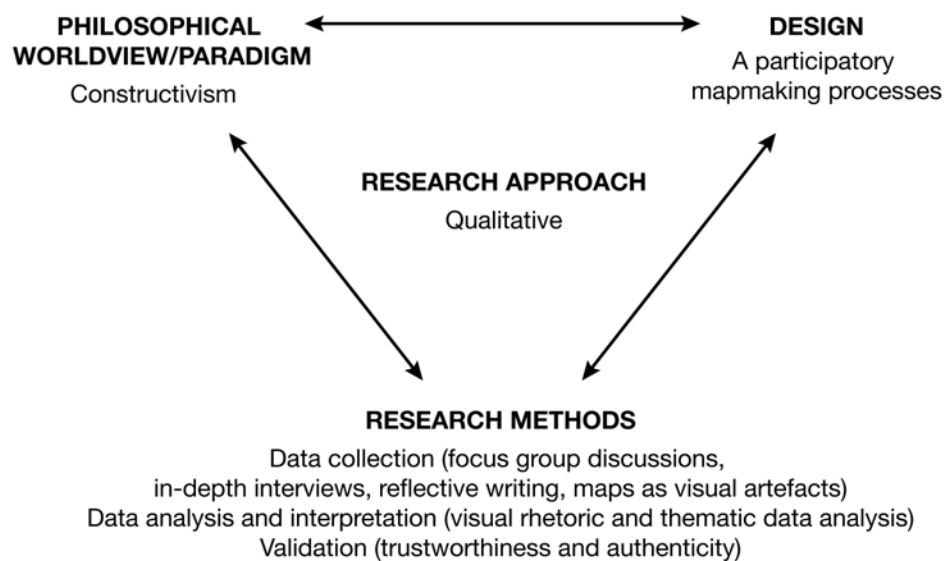 PHILOSOPHICAL
WORLDVIEW/PARADIGM
Constructivism
DESIGN
A participatory
mapmaking processes
RESEARCH APPROACH
Qualitative
RESEARCH METHODS
Data collection (focus group discussions,
in-depth interviews, reflective writing, maps as visual artefacts)
Data analysis and interpretation (visual rhetoric and thematic data analysis)
Validation (trustworthiness and authenticity)